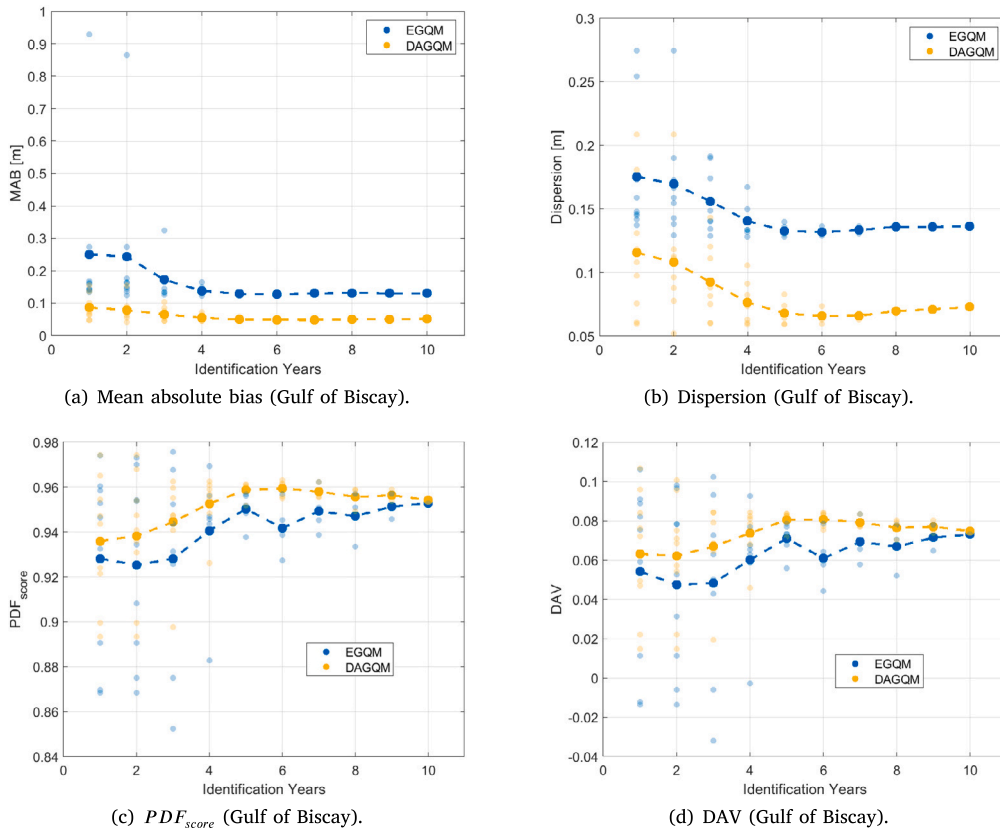 1
0.9
0.8
0.7
0.6
0.5
0.4
0.3
0.2
0.1
0
MAB [m]
EGQM
DAGQM
0 2 4 6 8 10
Identification Years
(a) Mean absolute bias (Gulf of Biscay).
0.3
0.25
0.2
0.15
0.1
0.05
Dispersion [m]
EGQM
DAGQM
0 2 4 6 8 10
Identification Years
(b) Dispersion (Gulf of Biscay).
0.98
0.96
0.94
0.92
0.9
0.88
0.86
0.84
PDFscore
EGQM
DAGQM
0 2 4 6 8 10
Identification Years
(c) PDFscore (Gulf of Biscay).
0.12
0.1
0.08
0.06
0.04
0.02
0
-0.02
-0.04
DAV
EGQM
DAGQM
0 2 4 6 8 10
Identification Years
(d) DAV (Gulf of Biscay).